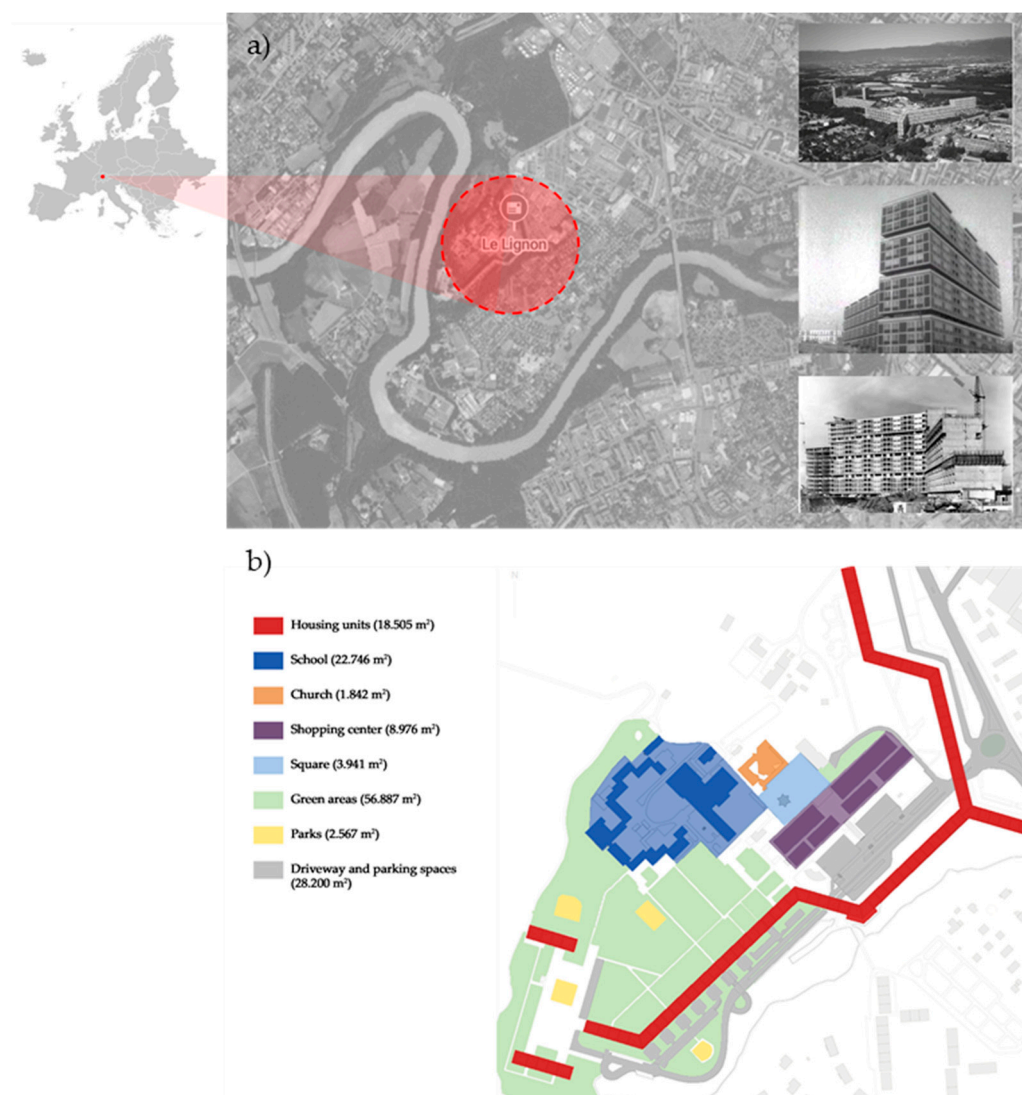 a)
Le Lignon
b)
N
Housing units (18.505 m²)
School (22.746 m²)
Church (1.842 m²)
Shopping center (8.976 m²)
Square (3.941 m²)
Green areas (56.887 m²)
Parks (2.567 m²)
Driveway and parking spaces
(28.200 m²)